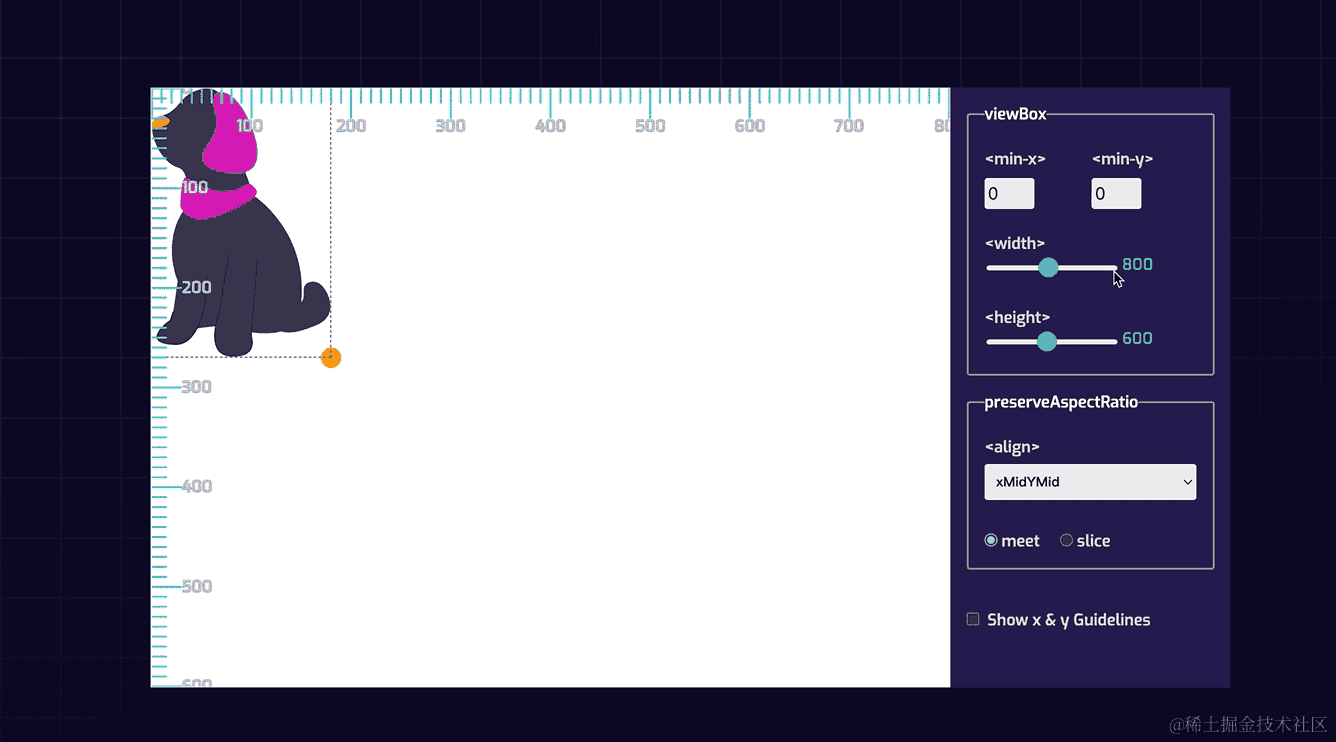 100 200 300 400 500 600 700 80
100
200
300
400
500
600
viewBox
<min-x> <min-y>
0 0
<width>
800
<height>
600
preserveAspectRatio
<align>
xMidYMid
meet slice
Show x & y Guidelines
@稀土掘金技术社区